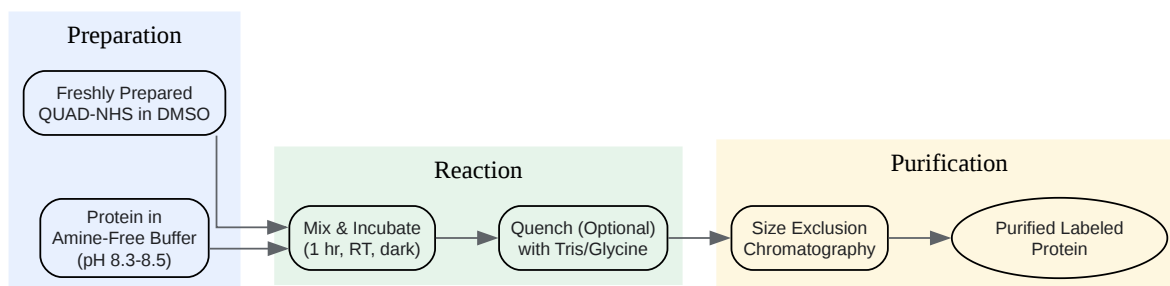 Preparation
Freshly Prepared
QUAD-NHS in DMSO
Protein in
Amine-Free Buffer
(pH 8.3-8.5)
Reaction
Mix & Incubate
(1 hr, RT, dark)
Quench (Optional)
with Tris/Glycine
Purification
Size Exclusion
Chromatography
Purified Labeled
Protein